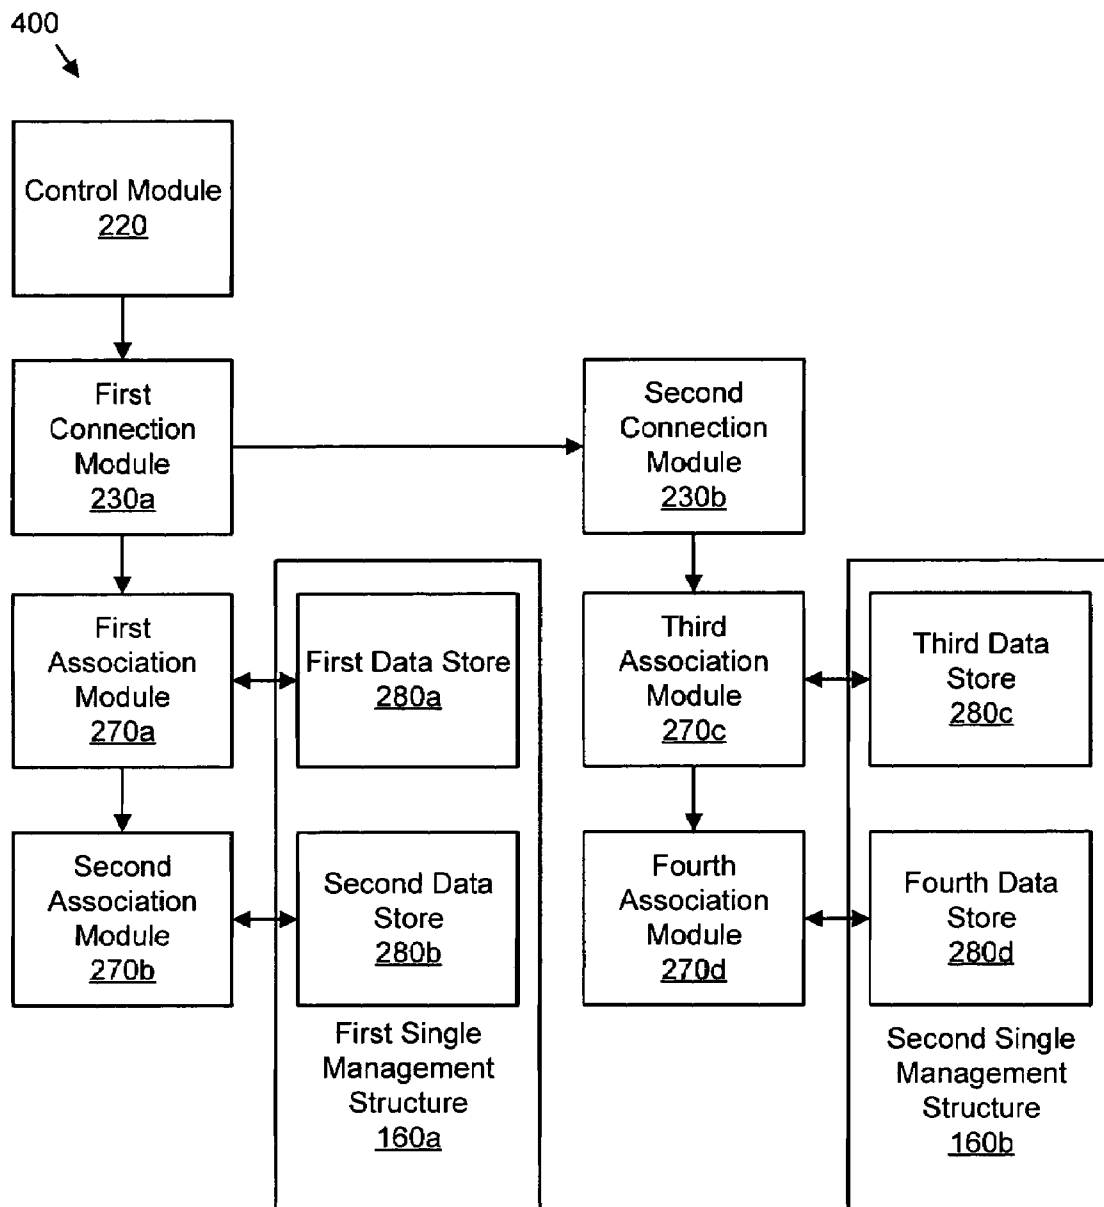 400
Control Module
220
First
Connection
Module
230a
Second
Connection
Module
230b
First
Association
Module
270a
First Data Store
280a
Third
Association
Module
270c
Third Data
Store
280c
Second
Association
Module
270b
Second Data
Store
280b
Fourth
Association
Module
270d
Fourth Data
Store
280d
First Single
Management
Structure
160a
Second Single
Management
Structure
160b